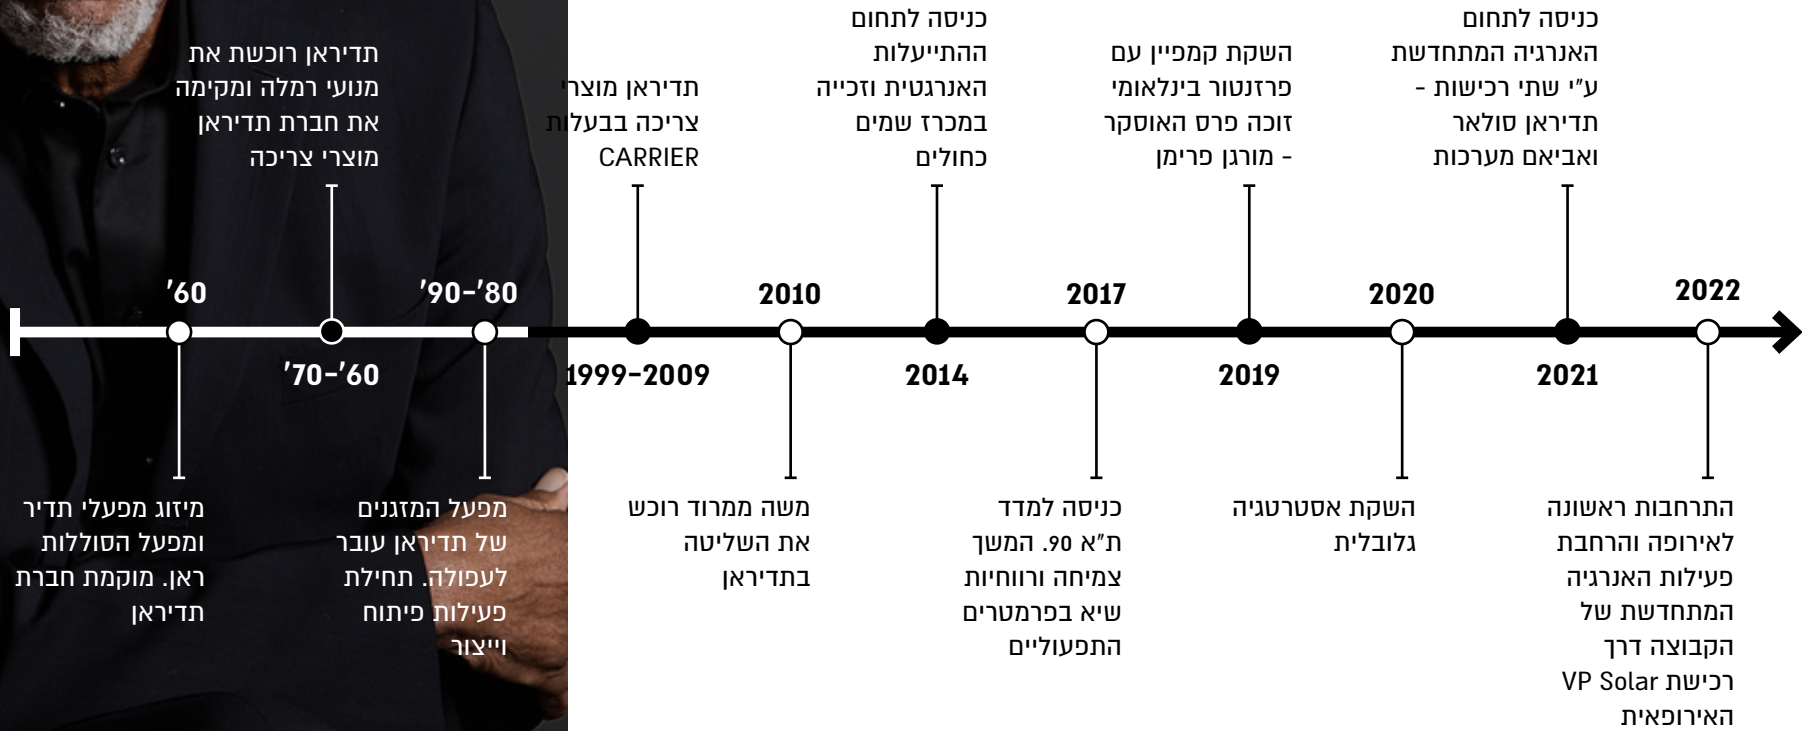 '60
מיזוג מפעלי תדיר
ומפעל הסוללות
ראן. מוקמת חברת
תדיראן
תדיראן רוכשת את
מנועי רמלה ומקימה
את חברת תדיראן
מוצרי צריכה
'70-'60
'90-'80
מפעל המזגנים
של תדיראן עובר
לעפולה. תחילת
פעילות פיתוח
וייצור
תדיראן מוצרי
צריכה בבעלות
CARRIER
1999-2009
2010
משה ממרוד רוכש
את השליטה
בתדיראן
כניסה לתחום
ההתייעלות
האנרגטית וזכייה
במכרז שמים
כחולים
2014
2017
כניסה למדד
ת"א 90. המשך
צמיחה ורווחיות
שיא בפרמטרים
התפעוליים
השקת קמפיין עם
פרזנטור בינלאומי
זוכה פרס האוסקר
- מורגן פרימן
2019
2020
השקת אסטרטגיה
גלובלית
כניסה לתחום
האנרגיה המתחדשת
ע"י שתי רכישות -
תדיראן סולאר
ואביאם מערכות
2021
2022
התרחבות ראשונה
לאירופה והרחבת
פעילות האנרגיה
המתחדשת של
הקבוצה דרך
רכישת VP Solar
האירופאית